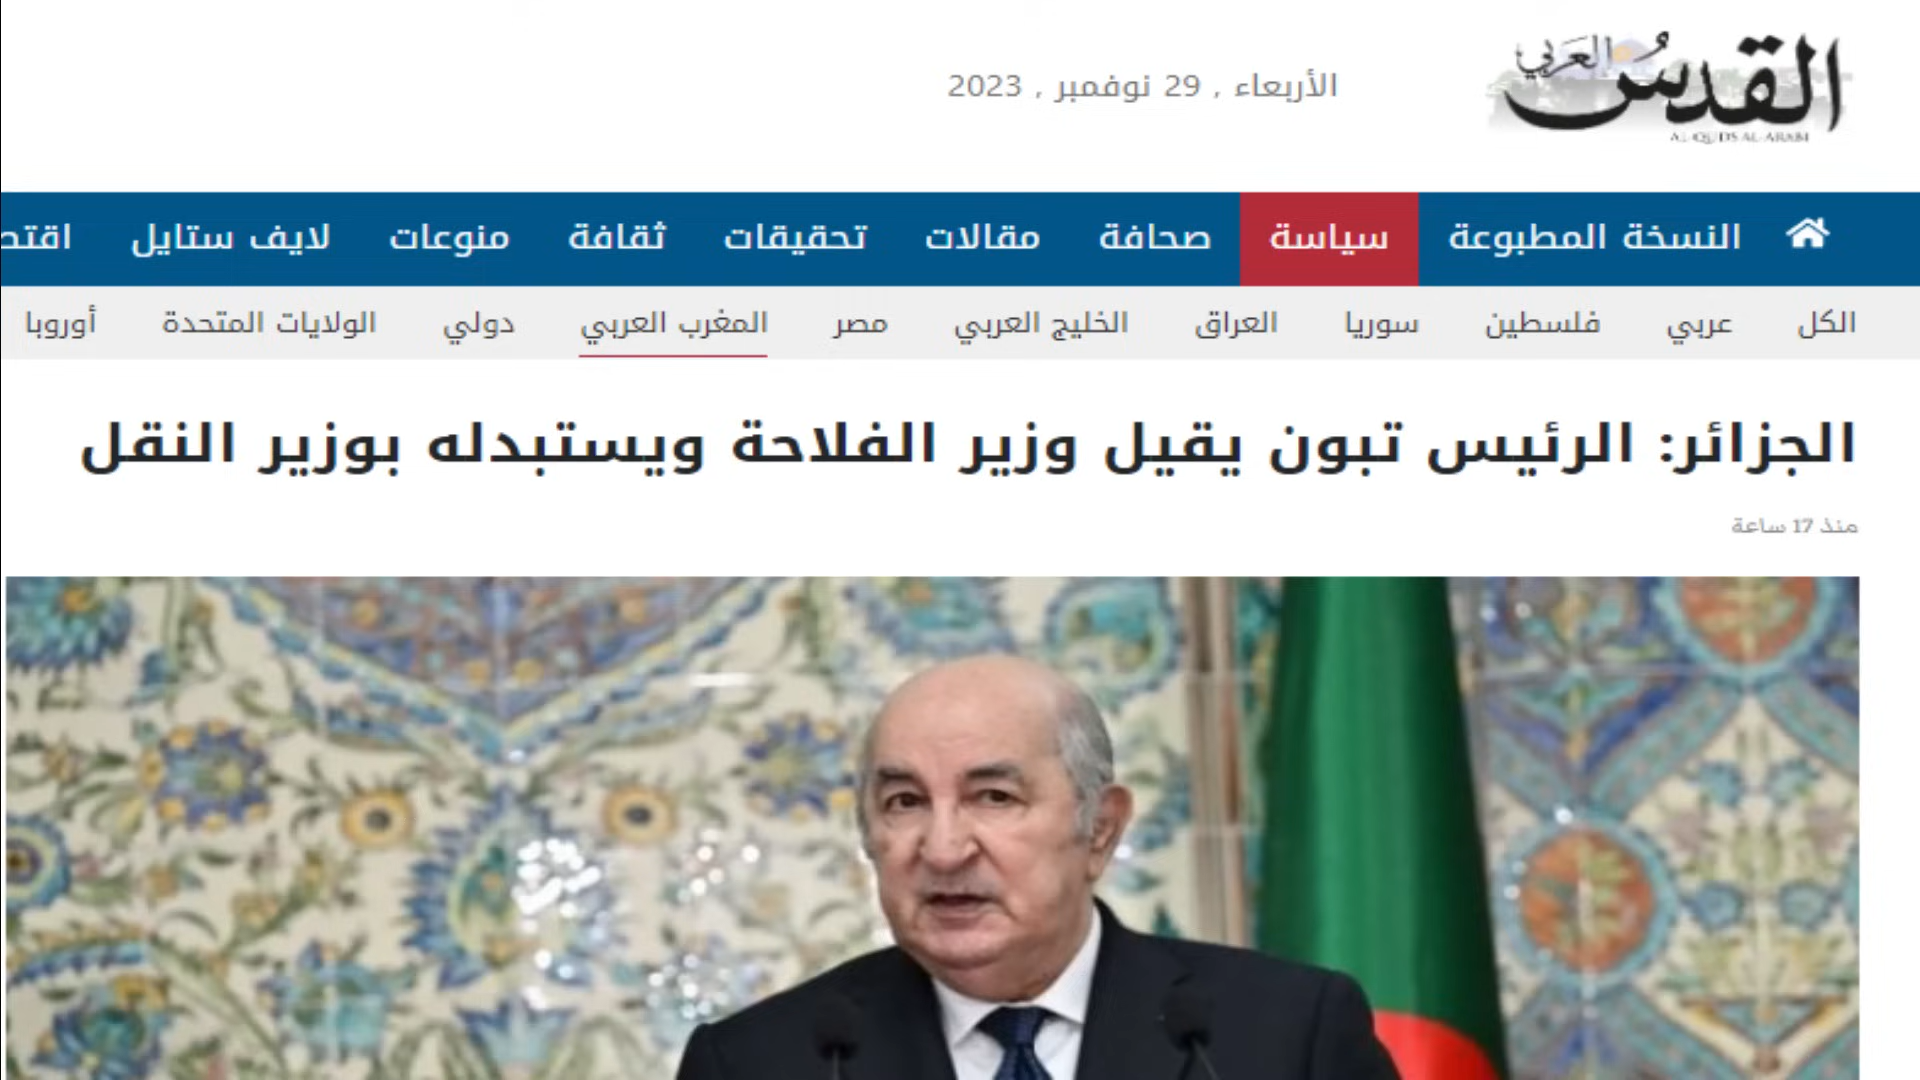 القدس العربي
AL-QUDS AL-ARABI
الأربعاء , 29 نوفمبر , 2023
النسخة المطبوعة سياسة صحافة مقالات تحقيقات ثقافة منوعات لايف ستايل اقتص
الكل عربي فلسطين سوريا العراق الخليج العربي مصر المغرب العربي دولي الولايات المتحدة أوروبا
الجزائر: الرئيس تبون يقيل وزير الفلاحة ويستبدله بوزير النقل
منذ 17 ساعة